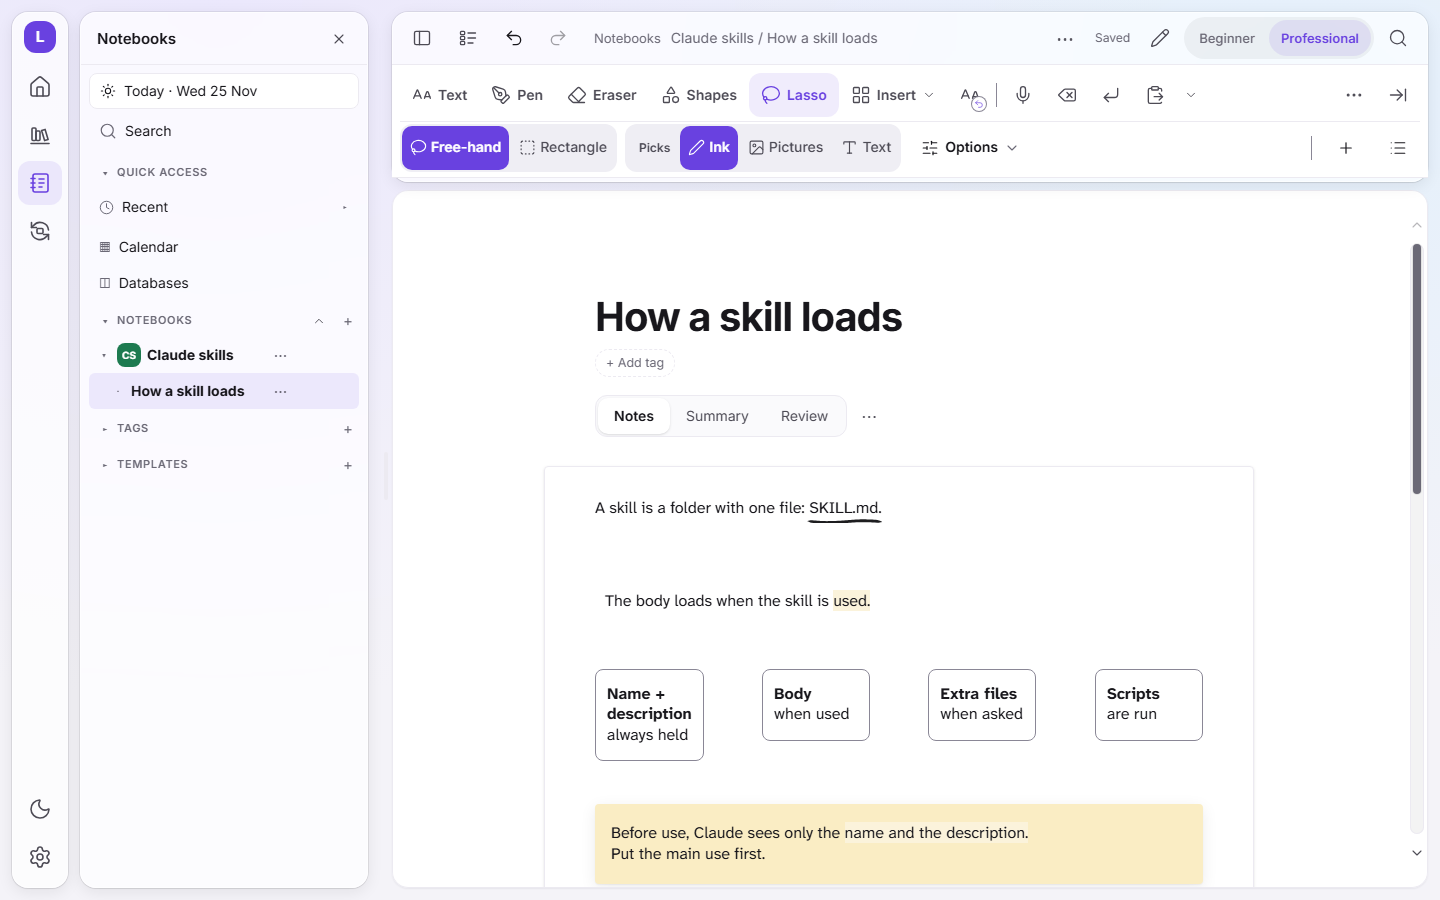 L
Notebooks
Today · Wed 25 Nov
Search
QUICK ACCESS
Recent
Calendar
Databases
NOTEBOOKS
CS Claude skills
How a skill loads
TAGS
TEMPLATES
Notebooks Claude skills / How a skill loads
Saved
Beginner Professional
Text Pen Eraser Shapes Lasso Insert
Free-hand Rectangle Picks Ink Pictures Text Options
How a skill loads
+ Add tag
Notes Summary Review
A skill is a folder with one file: SKILL.md.
The body loads when the skill is used.
Name +
description
always held
Body
when used
Extra files
when asked
Scripts
are run
Before use, Claude sees only the name and the description.
Put the main use first.